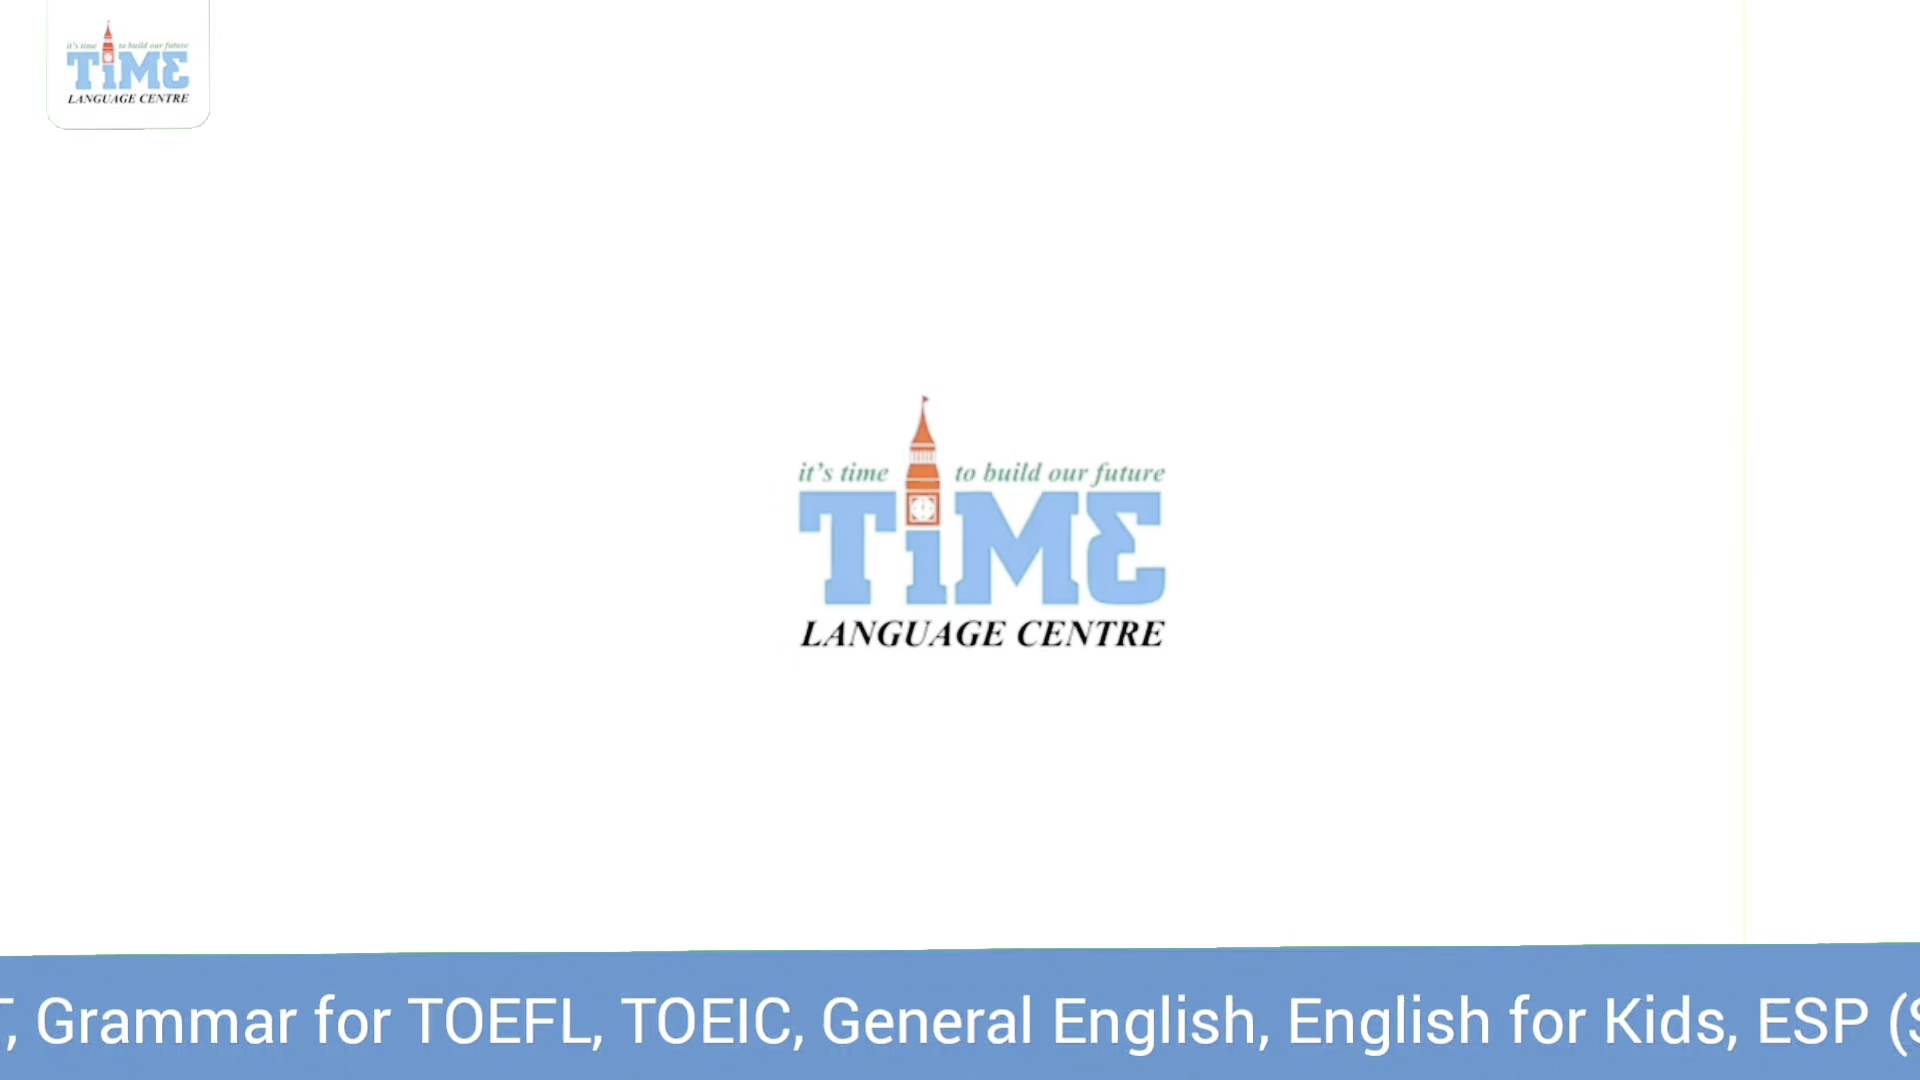 it's time to build our future
TiME
LANGUAGE CENTRE
it's time to build our future
TiME
LANGUAGE CENTRE
, Grammar for TOEFL, TOEIC, General English, English for Kids, ESP (